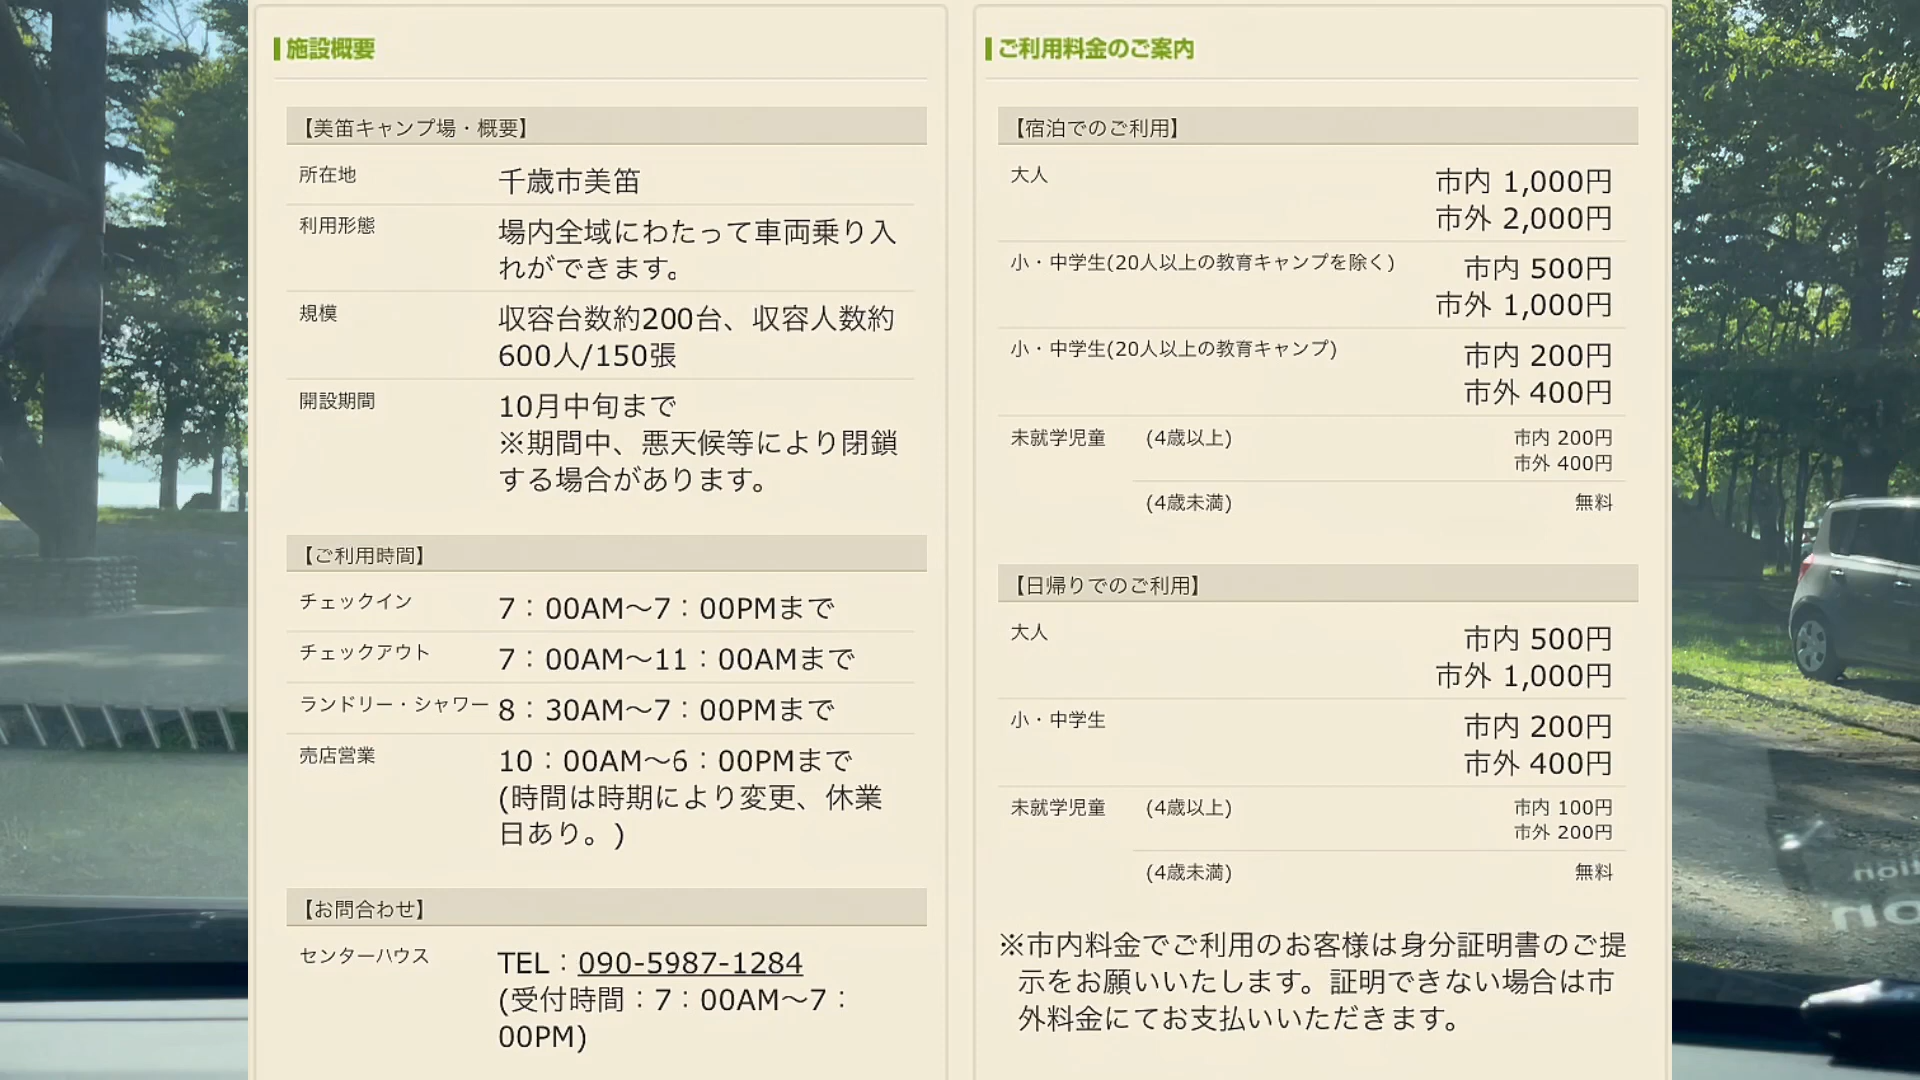 施設概要
【美笛キャンプ場・概要】
所在地
千歳市美笛
利用形態
場内全域にわたって車両乗り入
れができます。
規模
収容台数約200台、収容人数約
600人/150張
開設期間
10月中旬まで
※期間中、悪天候等により閉鎖
する場合があります。
【ご利用時間】
チェックイン
7：00AM～7：00PMまで
チェックアウト
7：00AM～11：00AMまで
ランドリー・シャワー
8：30AM～7：00PMまで
売店営業
10：00AM～6：00PMまで
(時間は時期により変更、休業
日あり。)
【お問合わせ】
センターハウス
TEL：090-5987-1284
(受付時間：7：00AM～7：
00PM)
ご利用料金のご案内
【宿泊でのご利用】
大人
市内 1,000円
市外 2,000円
小・中学生(20人以上の教育キャンプを除く)
市内 500円
市外 1,000円
小・中学生(20人以上の教育キャンプ)
市内 200円
市外 400円
未就学児童
(4歳以上)
市内 200円
市外 400円
(4歳未満)
無料
【日帰りでのご利用】
大人
市内 500円
市外 1,000円
小・中学生
市内 200円
市外 400円
未就学児童
(4歳以上)
市内 100円
市外 200円
(4歳未満)
無料
※市内料金でご利用のお客様は身分証明書のご提
示をお願いいたします。証明できない場合は市
外料金にてお支払いいただきます。